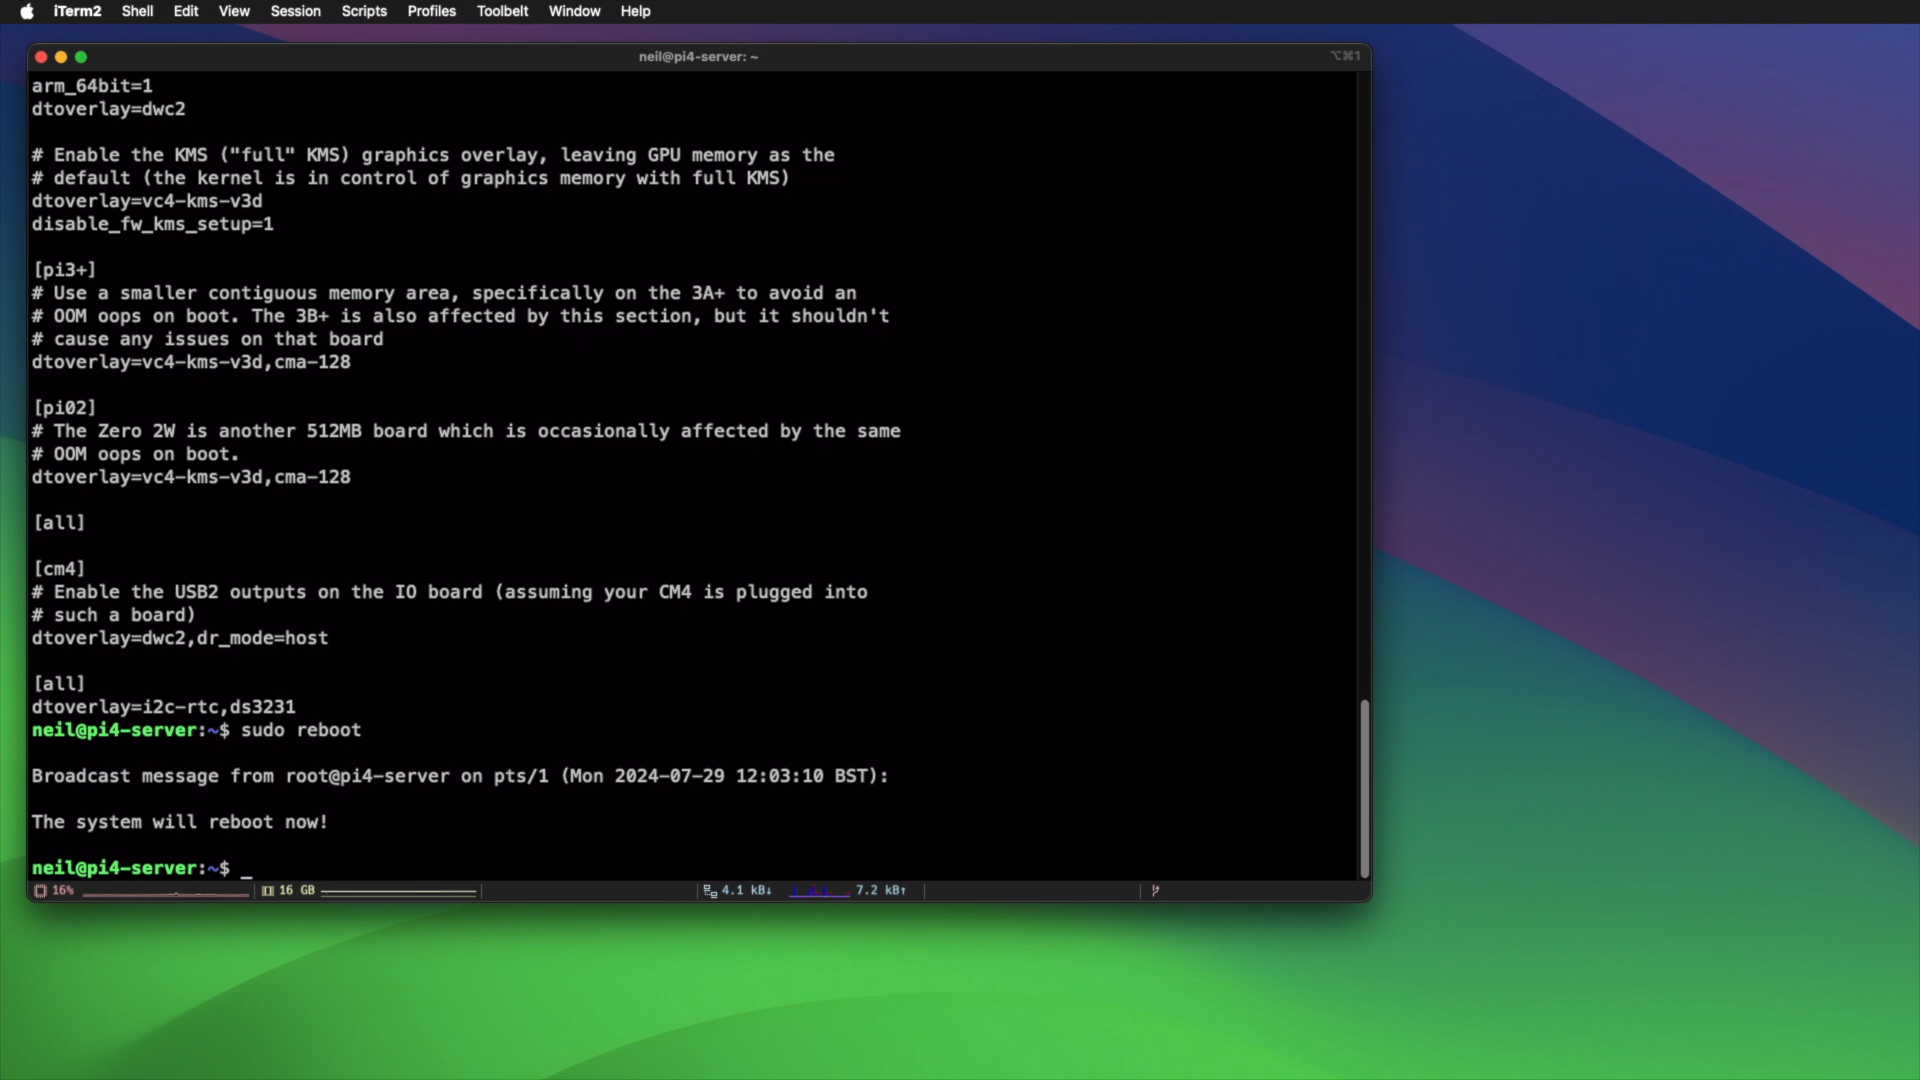 iTerm2 Shell Edit View Session Scripts Profiles Toolbelt Window Help
neil@pi4-server: ~ ⌥⌘1
arm_64bit=1
dtoverlay=dwc2
# Enable the KMS ("full" KMS) graphics overlay, leaving GPU memory as the
# default (the kernel is in control of graphics memory with full KMS)
dtoverlay=vc4-kms-v3d
disable_fw_kms_setup=1
[pi3+]
# Use a smaller contiguous memory area, specifically on the 3A+ to avoid an
# OOM oops on boot. The 3B+ is also affected by this section, but it shouldn't
# cause any issues on that board
dtoverlay=vc4-kms-v3d,cma-128
[pi02]
# The Zero 2W is another 512MB board which is occasionally affected by the same
# OOM oops on boot.
dtoverlay=vc4-kms-v3d,cma-128
[all]
[cm4]
# Enable the USB2 outputs on the IO board (assuming your CM4 is plugged into
# such a board)
dtoverlay=dwc2,dr_mode=host
[all]
dtoverlay=i2c-rtc,ds3231
neil@pi4-server:~$ sudo reboot
Broadcast message from root@pi4-server on pts/1 (Mon 2024-07-29 12:03:10 BST):
The system will reboot now!
neil@pi4-server:~$ _
16% 16 GB 4.1 kB↓ 7.2 kB↑